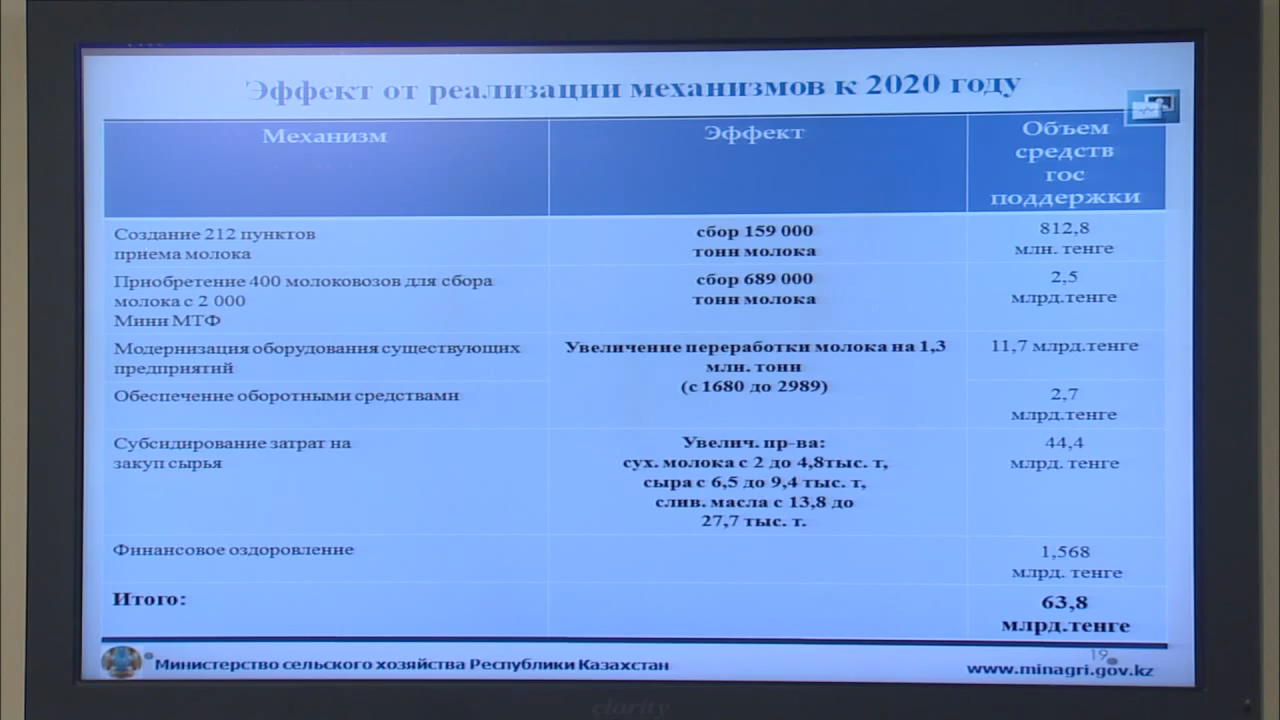 Эффект от реализации механизмов к 2020 году
Механизм
Эффект
Объем
средств
гос
поддержки
Создание 212 пунктов
приема молока
сбор 159 000
тонн молока
812,8
млн. тенге
Приобретение 400 молоковозов для сбора
молока с 2 000
Мини МТФ
сбор 689 000
тонн молока
2,5
млрд.тенге
Модернизация оборудования существующих
предприятий
Увеличение переработки молока на 1,3
млн. тонн
(с 1680 до 2989)
11,7 млрд.тенге
Обеспечение оборотными средствами
2,7
млрд.тенге
Субсидирование затрат на
закуп сырья
Увелич. пр-ва:
сух. молока с 2 до 4,8тыс. т,
сыра с 6,5 до 9,4 тыс. т,
слив. масла с 13,8 до
27,7 тыс. т.
44,4
млрд. тенге
Финансовое оздоровление
1,568
млрд. тенге
Итого:
63,8
млрд.тенге
Министерство сельского хозяйства Республики Казахстан
19
www.minagri.gov.kz
clarity